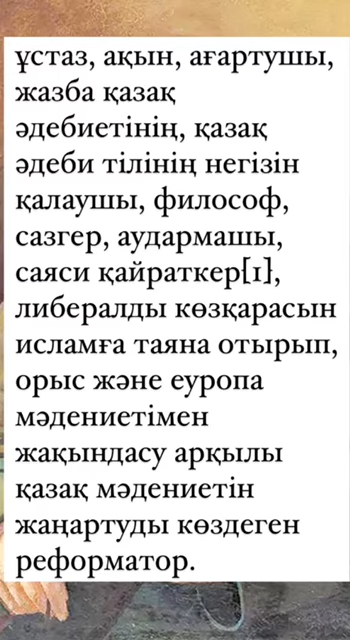 ұстаз, ақын, ағартушы,
жазба қазақ
әдебиетінің, қазақ
әдеби тілінің негізін
қалаушы, философ,
сазгер, аудармашы,
саяси қайраткер[1],
либералды көзқарасын
исламға таяна отырып,
орыс және еуропа
мәдениетімен
жақындасу арқылы
қазақ мәдениетін
жаңартуды көздеген
реформатор.